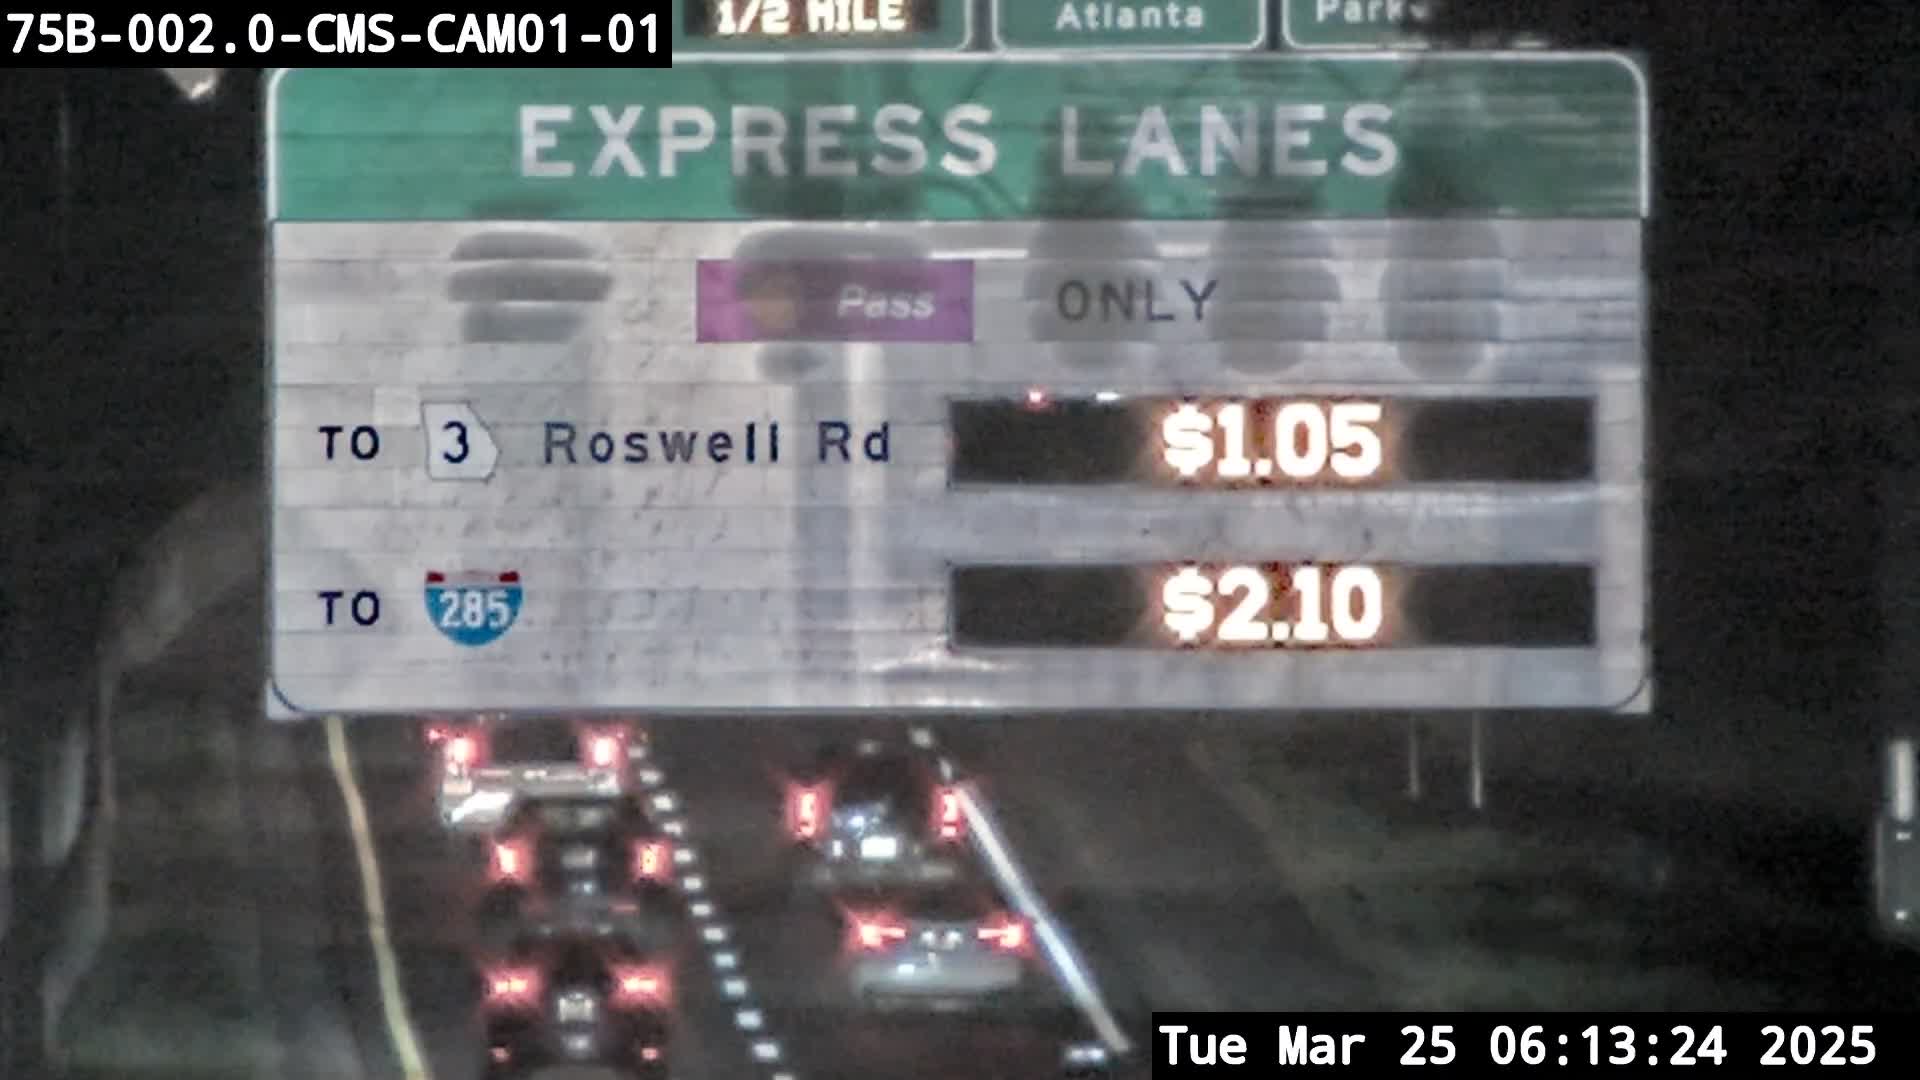 75B-002.0-CMS-CAM01-01
1/2 MILE
Atlanta
EXPRESS LANES
Pass ONLY
TO 3 Roswell Rd $1.05
TO 285 $2.10
Tue Mar 25 06:13:24 2025